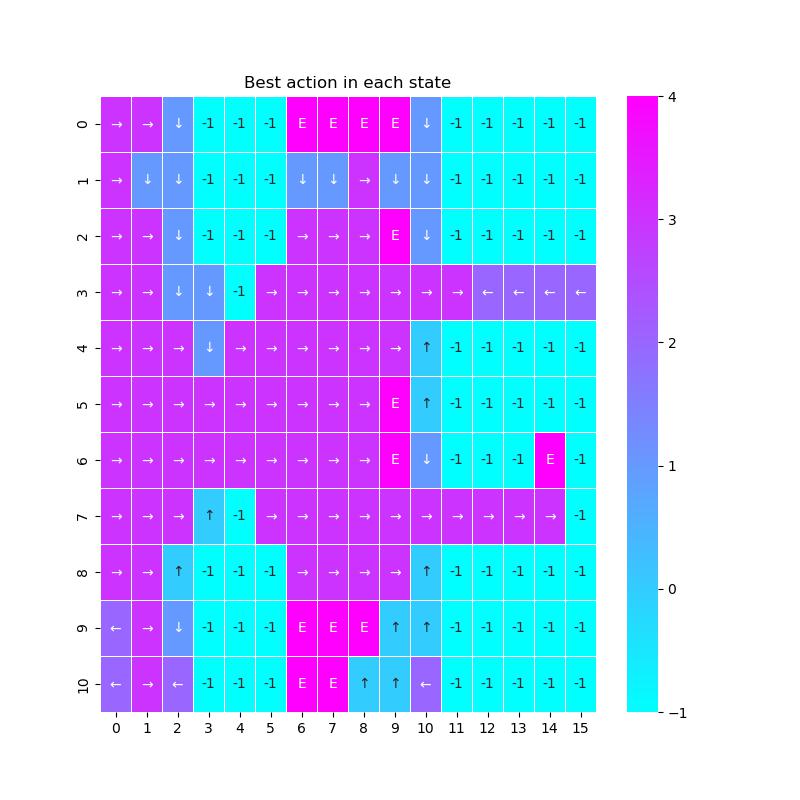 Best action in each state
0 → → ↓ -1 -1 -1 E E E E ↓ -1 -1 -1 -1 -1
1 → ↓ ↓ -1 -1 -1 ↓ ↓ → ↓ ↓ -1 -1 -1 -1 -1
2 → → ↓ -1 -1 -1 → → → E ↓ -1 -1 -1 -1 -1
3 → → ↓ ↓ -1 → → → → → → → ← ← ← ←
4 → → → ↓ → → → → → → ↑ -1 -1 -1 -1 -1
5 → → → → → → → → → E ↑ -1 -1 -1 -1 -1
6 → → → → → → → → → E ↓ -1 -1 -1 E -1
7 → → → ↑ -1 → → → → → → → → → → -1
8 → → ↑ -1 -1 -1 → → → → ↑ -1 -1 -1 -1 -1
9 ← → ↓ -1 -1 -1 E E E ↑ ↑ -1 -1 -1 -1 -1
10 ← → ← -1 -1 -1 E E ↑ ↑ ← -1 -1 -1 -1 -1
0 1 2 3 4 5 6 7 8 9 10 11 12 13 14 15
4
3
2
1
0
−1